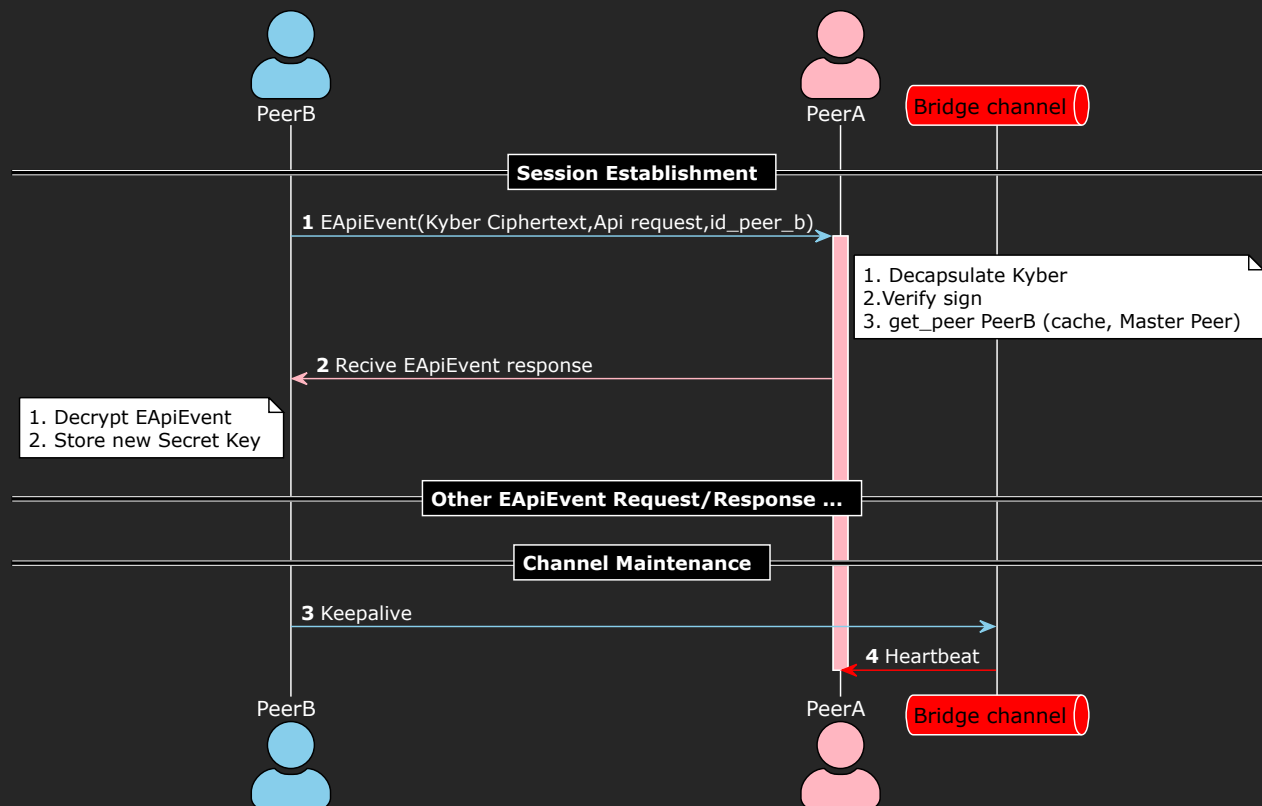 PeerB
PeerA
Bridge channel
Session Establishment
1 EApiEvent(Kyber Ciphertext,Api request,id_peer_b)
1. Decapsulate Kyber
2.Verify sign
3. get_peer PeerB (cache, Master Peer)
2 Recive EApiEvent response
1. Decrypt EApiEvent
2. Store new Secret Key
Other EApiEvent Request/Response ...
Channel Maintenance
3 Keepalive
4 Heartbeat
PeerB
PeerA
Bridge channel